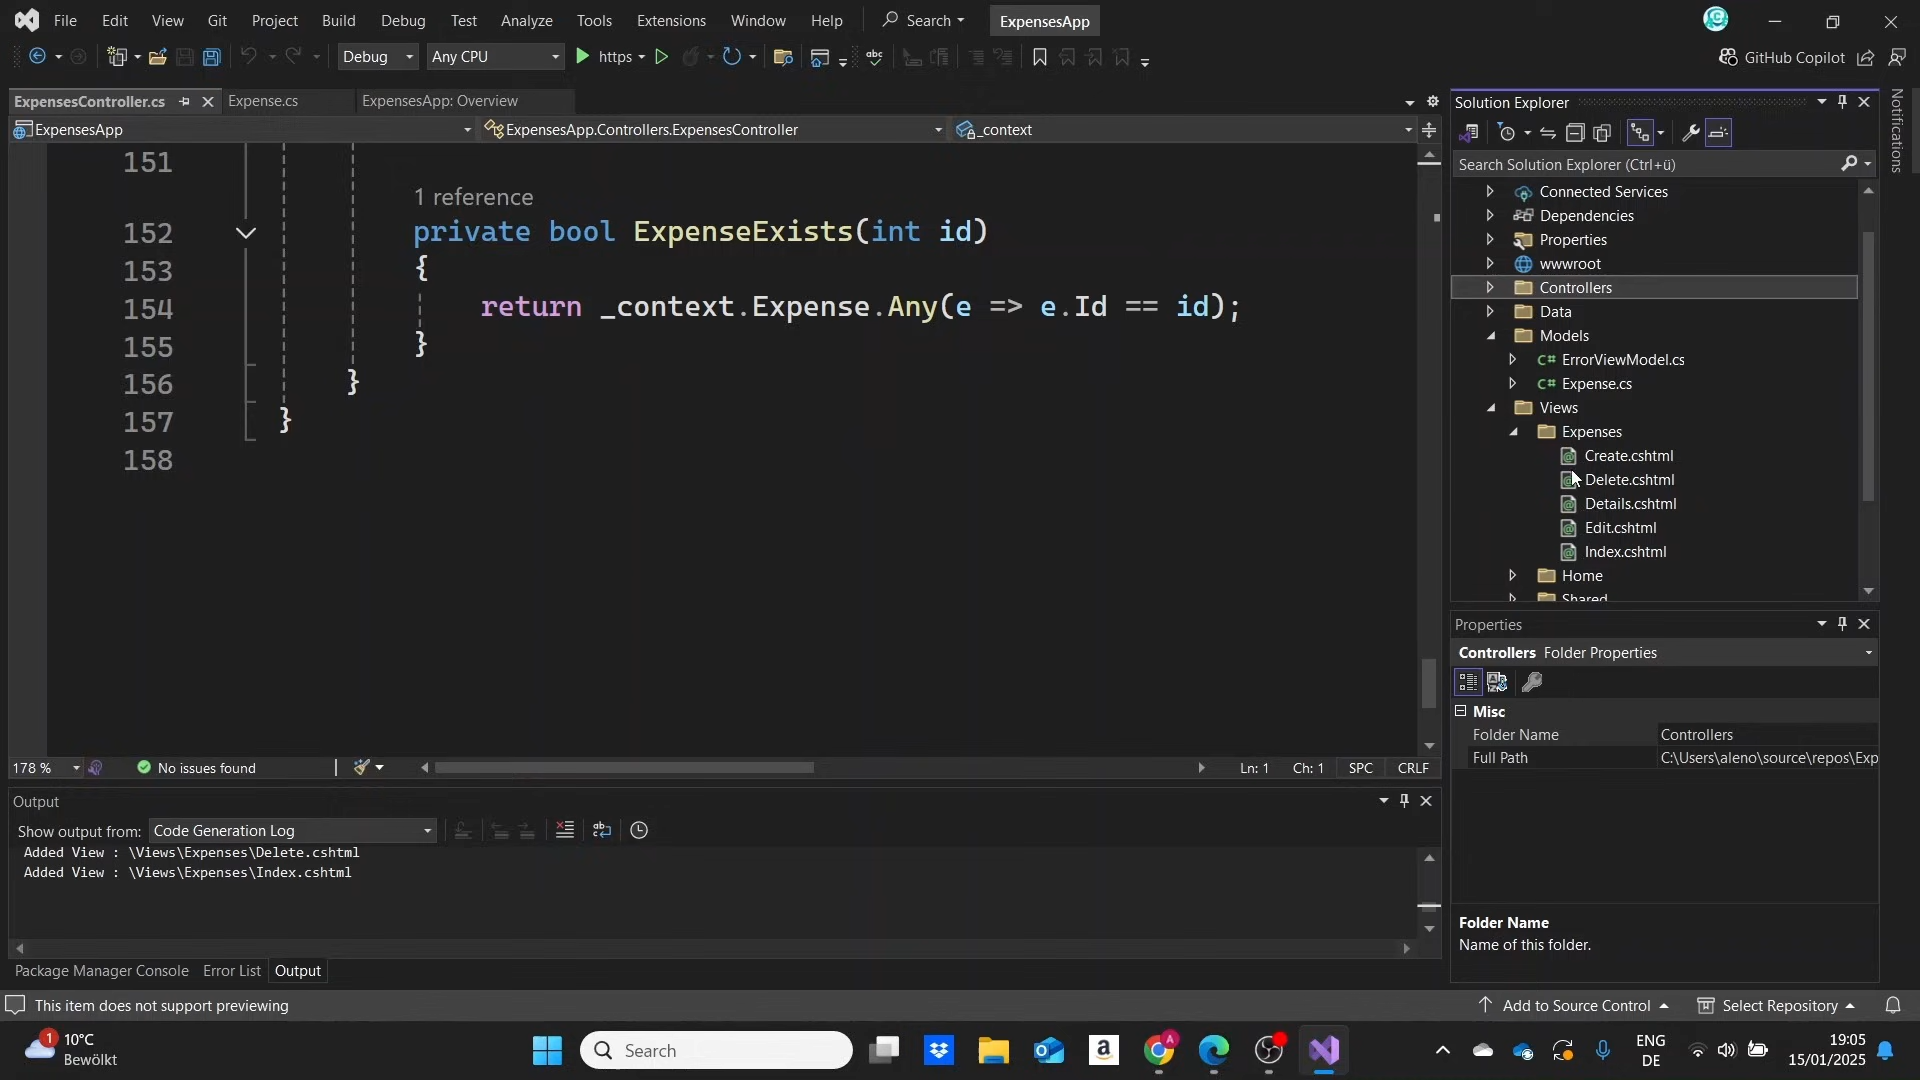 File Edit View Git Project Build Debug Test Analyze Tools Extensions Window Help Search ExpensesApp
Debug Any CPU https GitHub Copilot
ExpensesController.cs Expense.cs ExpensesApp: Overview
ExpensesApp ExpensesApp.Controllers.ExpensesController _context
151
1 reference
152 private bool ExpenseExists(int id)
153 {
154 return _context.Expense.Any(e => e.Id == id);
155 }
156 }
157 }
158
178 % No issues found Ln: 1 Ch: 1 SPC CRLF
Output
Show output from: Code Generation Log
Added View : \Views\Expenses\Delete.cshtml
Added View : \Views\Expenses\Index.cshtml
Package Manager Console Error List Output
Solution Explorer
Search Solution Explorer (Ctrl+ü)
Connected Services
Dependencies
Properties
wwwroot
Controllers
Data
Models
C# ErrorViewModel.cs
C# Expense.cs
Views
Expenses
Create.cshtml
Delete.cshtml
Details.cshtml
Edit.cshtml
Index.cshtml
Home
Shared
Notifications
Properties
Controllers Folder Properties
Misc
Folder Name Controllers
Full Path C:\Users\aleno\source\repos\Exp
Folder Name
Name of this folder.
This item does not support previewing Add to Source Control Select Repository
1 10°C
Bewölkt
Search
ENG
DE
19:05
15/01/2025